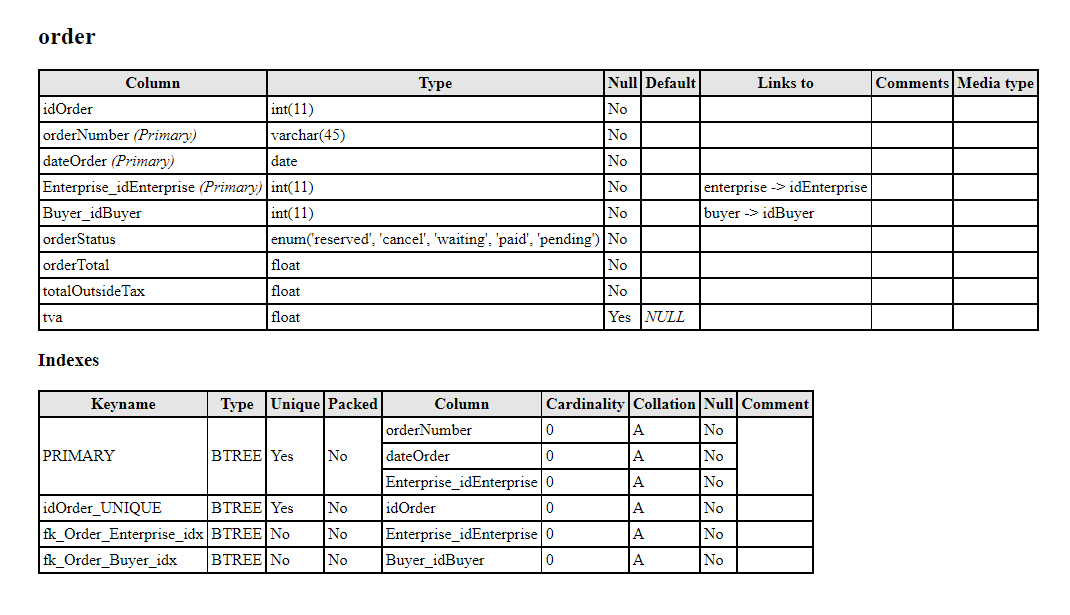 order
Column Type Null Default Links to Comments Media type
idOrder int(11) No
orderNumber (Primary) varchar(45) No
dateOrder (Primary) date No
Enterprise_idEnterprise (Primary) int(11) No enterprise -> idEnterprise
Buyer_idBuyer int(11) No buyer -> idBuyer
orderStatus enum('reserved', 'cancel', 'waiting', 'paid', 'pending') No
orderTotal float No
totalOutsideTax float No
tva float Yes NULL
Indexes
Keyname Type Unique Packed Column Cardinality Collation Null Comment
orderNumber 0 A No
PRIMARY BTREE Yes No dateOrder 0 A No
Enterprise_idEnterprise 0 A No
idOrder_UNIQUE BTREE Yes No idOrder 0 A No
fk_Order_Enterprise_idx BTREE No No Enterprise_idEnterprise 0 A No
fk_Order_Buyer_idx BTREE No No Buyer_idBuyer 0 A No